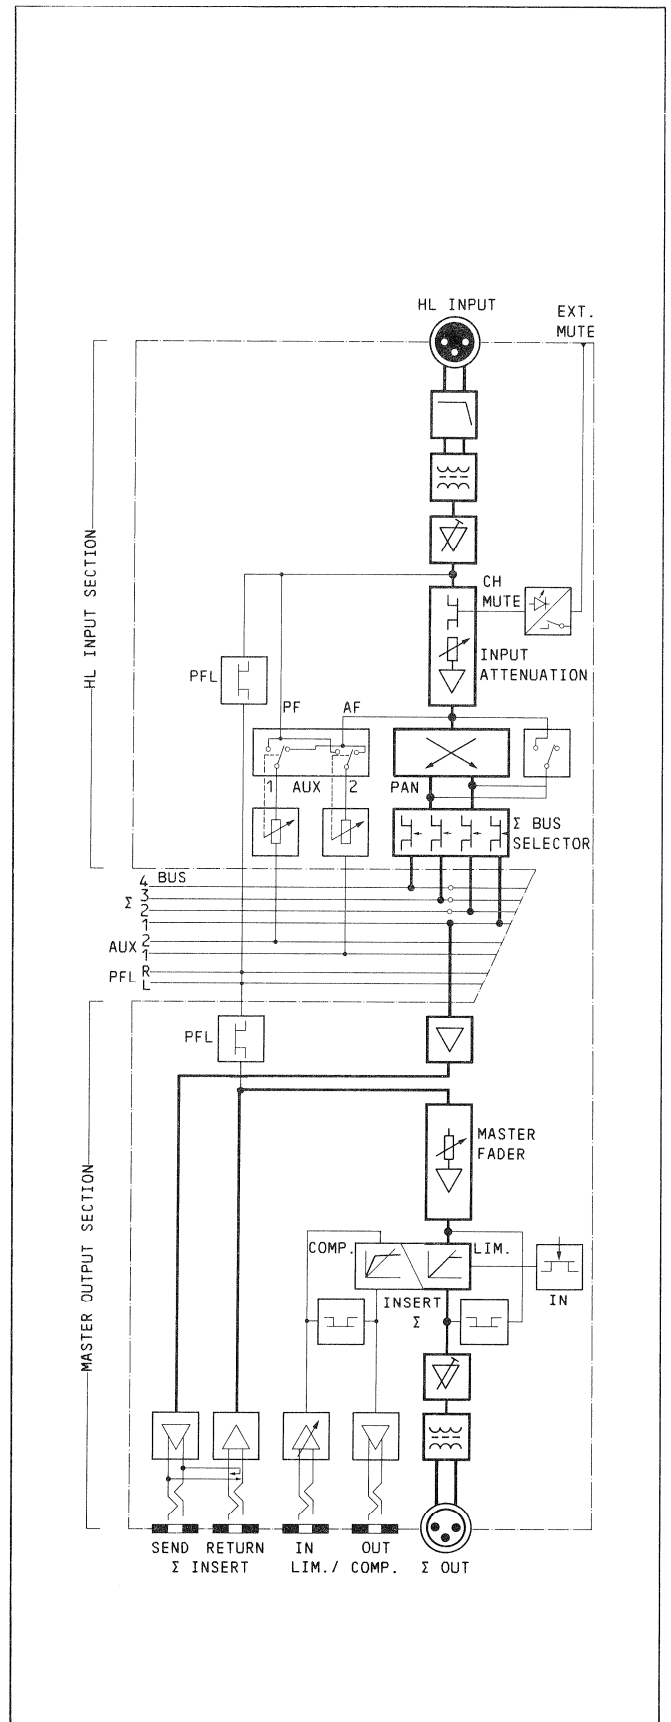 HL INPUT
EXT.
MUTE
HL INPUT SECTION
CH
MUTE
INPUT
ATTENUATION
PFL
PF
AF
1 AUX 2
PAN
Σ BUS
SELECTOR
4 BUS
3
Σ
2
1
AUX 2
1
PFL R
L
PFL
MASTER
FADER
MASTER OUTPUT SECTION
COMP.
LIM.
INSERT
Σ
IN
SEND RETURN IN OUT
Σ INSERT LIM./ COMP. Σ OUT